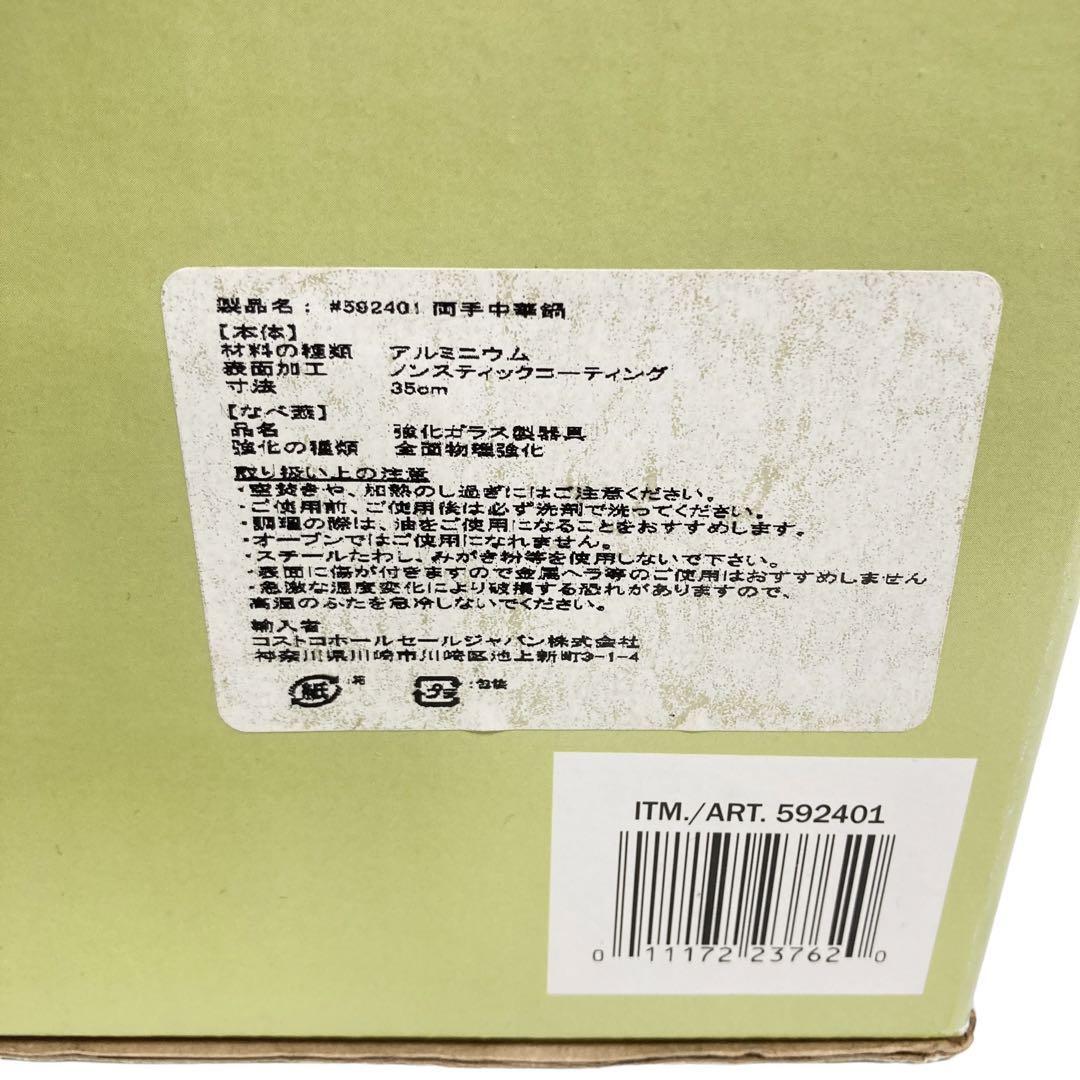 製品名： #592401 両手中華鍋
【本体】
材料の種類 アルミニウム
表面加工 ノンスティックコーティング
寸法 35cm
【なべ蓋】
品名 強化ガラス製器具
強化の種類 全面物理強化
取り扱い上の注意
・空焚きや、加熱のし過ぎにはご注意ください。
・ご使用前、ご使用後は必ず洗剤で洗ってください。
・調理の際は、油をご使用になることをおすすめします。
・オーブンではご使用になれません。
・スチールたわし、みがき粉等を使用しないで下さい。
・表面に傷が付きますので金属ヘラ等のご使用はおすすめしません
・急激な温度変化により破損する恐れがありますので、
高温のふたを急冷しないでください。
輸入者
コストコホールセールジャパン株式会社
神奈川県川崎市川崎区池上新町3-1-4
紙 :箱 プラ :包装
ITM./ART. 592401
0 11172 23762 0